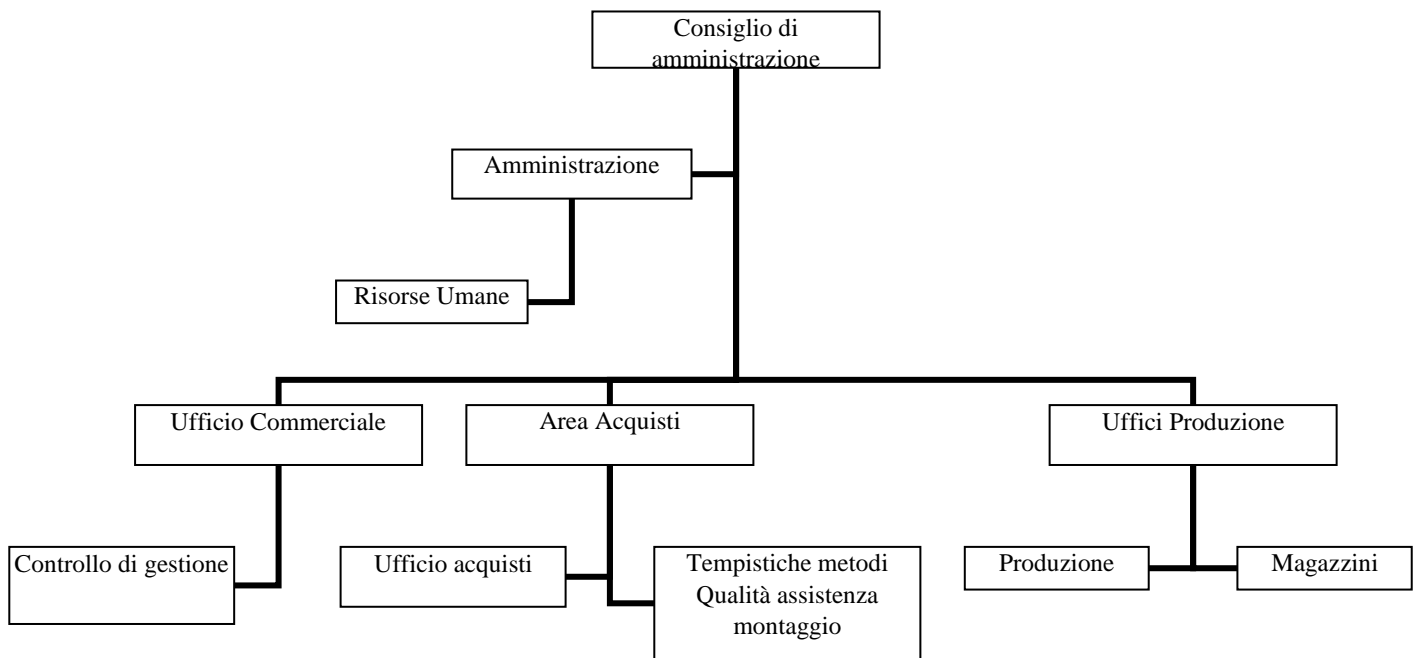 Consiglio di
amministrazione
Amministrazione
Risorse Umane
Ufficio Commerciale
Area Acquisti
Uffici Produzione
Controllo di gestione
Ufficio acquisti
Tempistiche metodi
Qualità assistenza
montaggio
Produzione
Magazzini